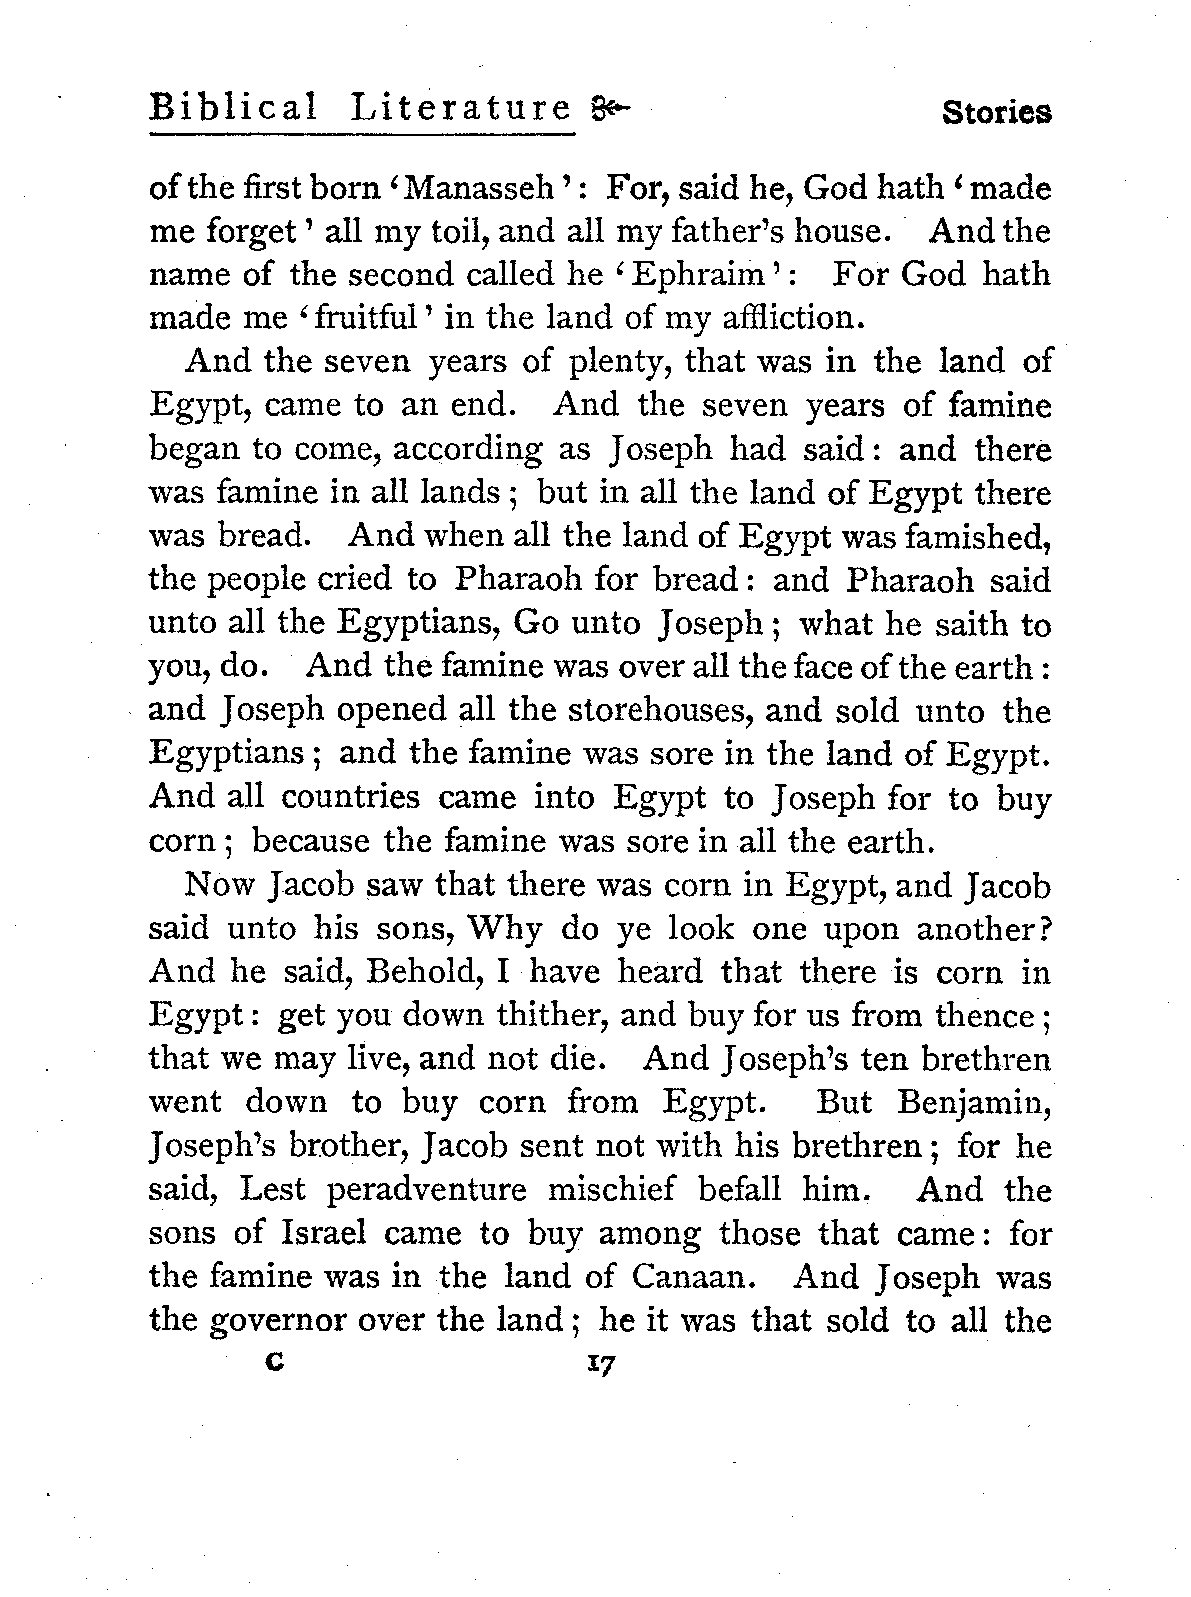 Biblical Literature Stories
of the first born ‘Manasseh’: For, said he, God hath ‘made
me forget’ all my toil, and all my father’s house. And the
name of the second called he ‘Ephraim’: For God hath
made me ‘fruitful’ in the land of my affliction.
And the seven years of plenty, that was in the land of
Egypt, came to an end. And the seven years of famine
began to come, according as Joseph had said: and there
was famine in all lands; but in all the land of Egypt there
was bread. And when all the land of Egypt was famished,
the people cried to Pharaoh for bread: and Pharaoh said
unto all the Egyptians, Go unto Joseph; what he saith to
you, do. And the famine was over all the face of the earth:
and Joseph opened all the storehouses, and sold unto the
Egyptians; and the famine was sore in the land of Egypt.
And all countries came into Egypt to Joseph for to buy
corn; because the famine was sore in all the earth.
Now Jacob saw that there was corn in Egypt, and Jacob
said unto his sons, Why do ye look one upon another?
And he said, Behold, I have heard that there is corn in
Egypt: get you down thither, and buy for us from thence;
that we may live, and not die. And Joseph’s ten brethren
went down to buy corn from Egypt. But Benjamin,
Joseph’s brother, Jacob sent not with his brethren; for he
said, Lest peradventure mischief befall him. And the
sons of Israel came to buy among those that came: for
the famine was in the land of Canaan. And Joseph was
the governor over the land; he it was that sold to all the
C 17